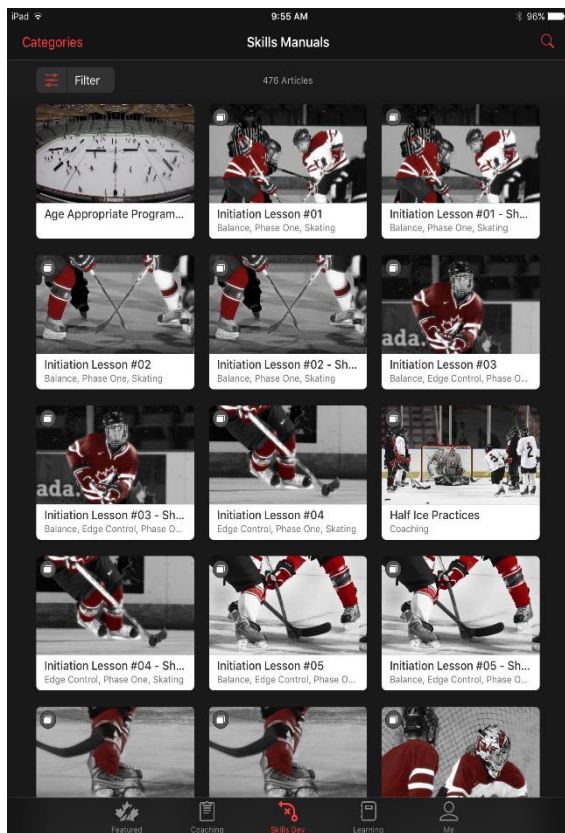 iPad 9:55 AM 96%
Categories Skills Manuals
Filter 476 Articles
Age Appropriate Program...
Initiation Lesson #01
Balance, Phase One, Skating
Initiation Lesson #01 - Sh...
Balance, Phase One, Skating
Initiation Lesson #02
Balance, Phase One, Skating
Initiation Lesson #02 - Sh...
Balance, Phase One, Skating
ada.
Initiation Lesson #03
Balance, Edge Control, Phase O...
ada.
Initiation Lesson #03 - Sh...
Balance, Edge Control, Phase O...
Initiation Lesson #04
Edge Control, Phase One, Skating
3
2
Half Ice Practices
Coaching
Initiation Lesson #04 - Sh...
Edge Control, Phase One, Skating
Initiation Lesson #05
Balance, Edge Control, Phase O...
Initiation Lesson #05 - Sh...
Balance, Edge Control, Phase O...
Featured Coaching Skills Dev Learning Me